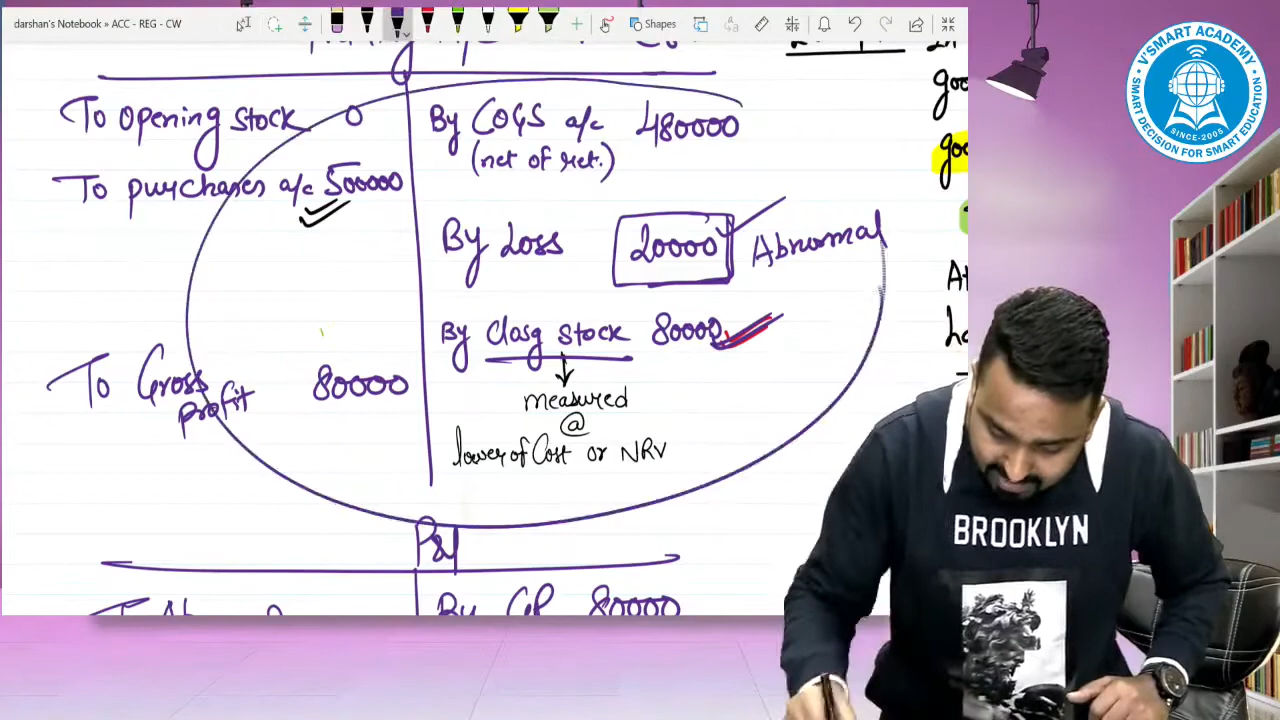 darshan's Notebook » ACC - REG - CW
Shapes
To opening stock 0
By COGS a/c 480000
(net of ret.)
To purchases a/c 500000
By Loss 20000 Abnormal
By Closg stock 80000
To Gross profit 80000
measured
@
lower of Cost or NRV
P&l
By GP 80000
goo
goo
V'SMART ACADEMY
SINCE-2005
SMART DECISION FOR SMART EDUCATION
BROOKLYN